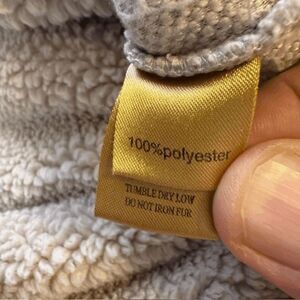 100%polyester
TUMBLE DRY LOW
DO NOT IRON FUR